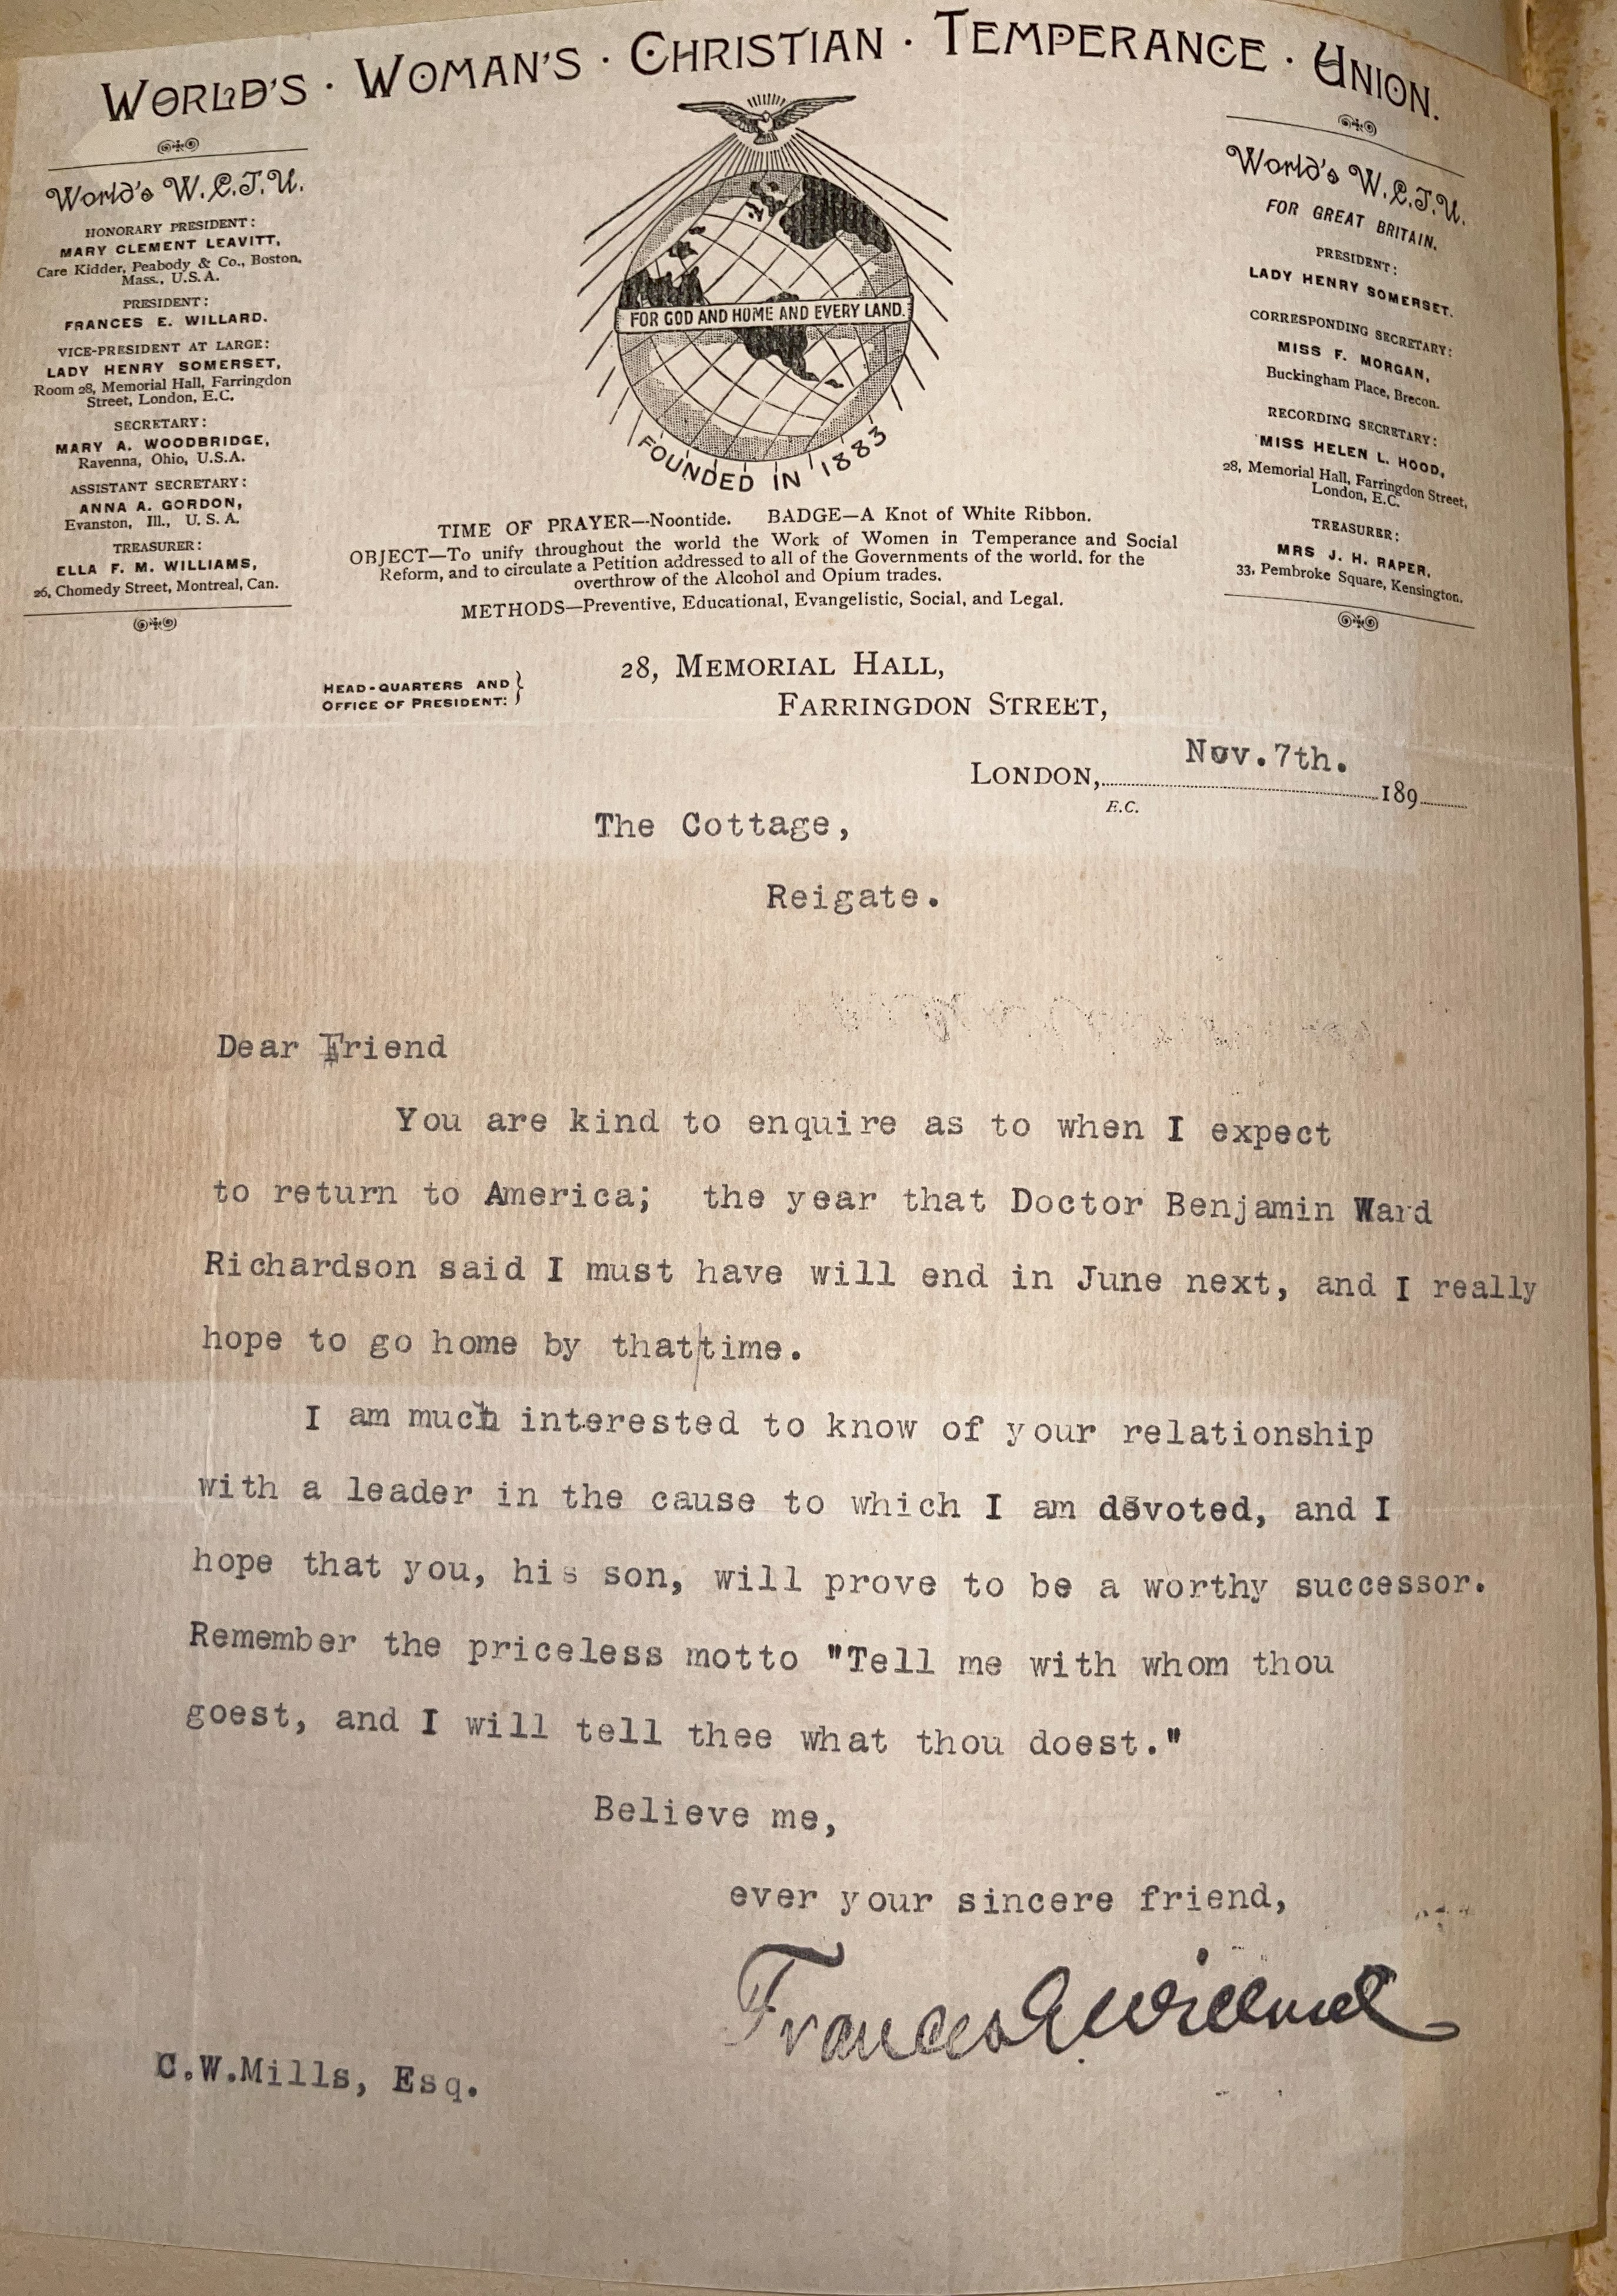 WORLD'S · WOMAN'S · CHRISTIAN · TEMPERANCE · UNION.
World's W.C.T.U.
HONORARY PRESIDENT:
MARY CLEMENT LEAVITT,
Care Kidder, Peabody & Co., Boston,
Mass., U.S.A.
PRESIDENT:
FRANCES E. WILLARD.
VICE-PRESIDENT AT LARGE:
LADY HENRY SOMERSET,
Room 28, Memorial Hall, Farringdon
Street, London, E.C.
SECRETARY:
MARY A. WOODBRIDGE,
Ravenna, Ohio, U.S.A.
ASSISTANT SECRETARY:
ANNA A. GORDON,
Evanston, Ill., U. S. A.
TREASURER:
ELLA F. M. WILLIAMS,
26, Chomedy Street, Montreal, Can.
FOR GOD AND HOME AND EVERY LAND.
FOUNDED IN 1883
World's W.C.T.U.
FOR GREAT BRITAIN.
PRESIDENT:
LADY HENRY SOMERSET.
CORRESPONDING SECRETARY:
MISS F. MORGAN,
Buckingham Place, Brecon.
RECORDING SECRETARY:
MISS HELEN L. HOOD,
28, Memorial Hall, Farringdon Street,
London, E.C.
TREASURER:
MRS J. H. RAPER,
33, Pembroke Square, Kensington.
TIME OF PRAYER—Noontide. BADGE—A Knot of White Ribbon.
OBJECT—To unify throughout the world the Work of Women in Temperance and Social
Reform, and to circulate a Petition addressed to all of the Governments of the world. for the
overthrow of the Alcohol and Opium trades.
METHODS—Preventive, Educational, Evangelistic, Social, and Legal.
HEAD-QUARTERS AND
OFFICE OF PRESIDENT:
28, MEMORIAL HALL,
FARRINGDON STREET,
LONDON, Nov.7th. 189
E.C.
The Cottage,
Reigate.
Dear Friend
You are kind to enquire as to when I expect
to return to America; the year that Doctor Benjamin Ward
Richardson said I must have will end in June next, and I really
hope to go home by that|time.
I am much interested to know of your relationship
with a leader in the cause to which I am devoted, and I
hope that you, his son, will prove to be a worthy successor.
Remember the priceless motto "Tell me with whom thou
goest, and I will tell thee what thou doest."
Believe me,
ever your sincere friend,
Frances E Willard
C.W.Mills, Esq.